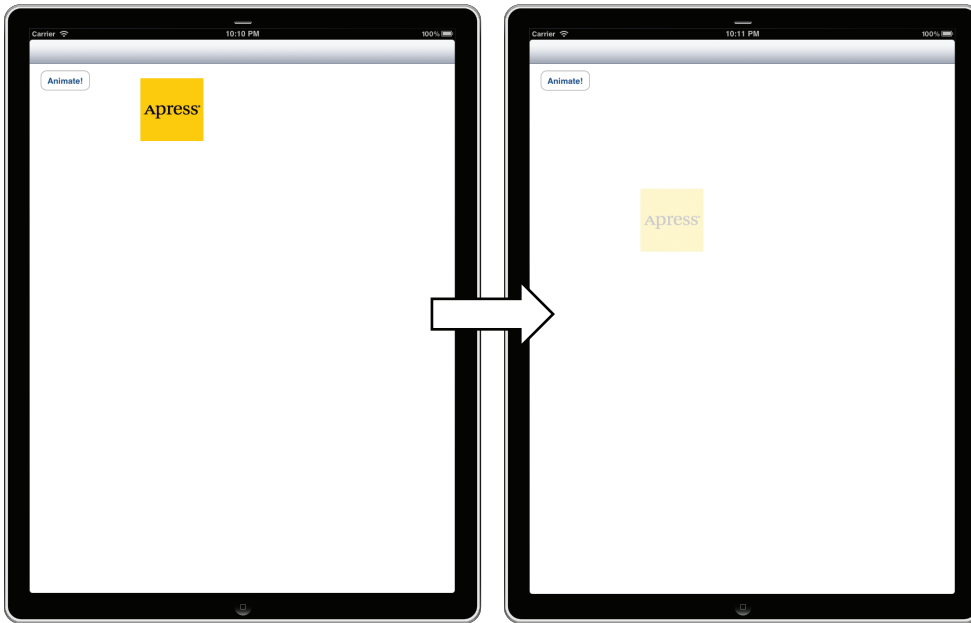 Carrier 10:10 PM 100%
Animate!
Apress®
Carrier 10:11 PM 100%
Animate!
Apress®